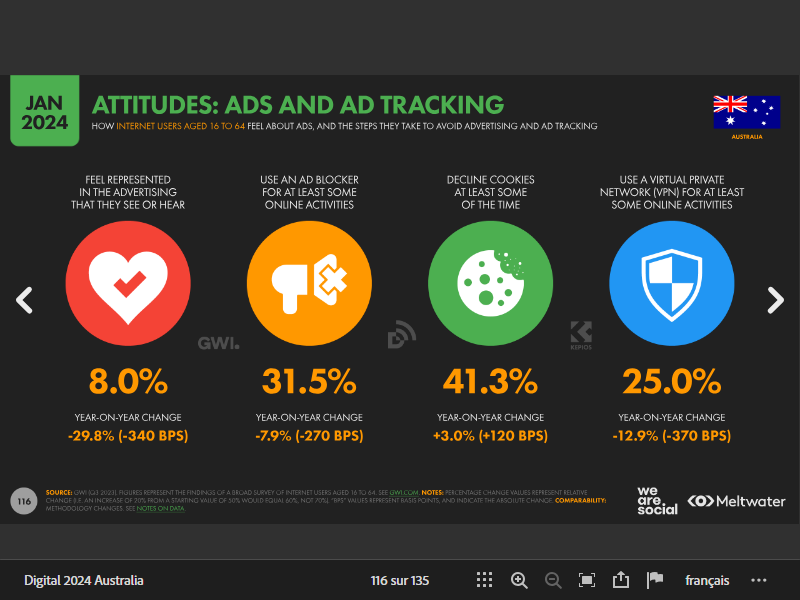 JAN
2024
ATTITUDES: ADS AND AD TRACKING
HOW INTERNET USERS AGED 16 TO 64 FEEL ABOUT ADS, AND THE STEPS THEY TAKE TO AVOID ADVERTISING AND AD TRACKING
AUSTRALIA
FEEL REPRESENTED
IN THE ADVERTISING
THAT THEY SEE OR HEAR
8.0%
YEAR-ON-YEAR CHANGE
-29.8% (-340 BPS)
USE AN AD BLOCKER
FOR AT LEAST SOME
ONLINE ACTIVITIES
31.5%
YEAR-ON-YEAR CHANGE
-7.9% (-270 BPS)
DECLINE COOKIES
AT LEAST SOME
OF THE TIME
41.3%
YEAR-ON-YEAR CHANGE
+3.0% (+120 BPS)
USE A VIRTUAL PRIVATE
NETWORK (VPN) FOR AT LEAST
SOME ONLINE ACTIVITIES
25.0%
YEAR-ON-YEAR CHANGE
-12.9% (-370 BPS)
GWI.
KEPIOS
116
SOURCE: GWI (Q3 2023). FIGURES REPRESENT THE FINDINGS OF A BROAD SURVEY OF INTERNET USERS AGED 16 TO 64. SEE GWI.COM. NOTES: PERCENTAGE CHANGE VALUES REPRESENT RELATIVE
CHANGE (I.E. AN INCREASE OF 20% FROM A STARTING VALUE OF 50% WOULD EQUAL 60%, NOT 70%). "BPS" VALUES REPRESENT BASIS POINTS, AND INDICATE THE ABSOLUTE CHANGE. COMPARABILITY:
METHODOLOGY CHANGES. SEE NOTES ON DATA.
we
are.
social
Meltwater
Digital 2024 Australia
116 sur 135
français